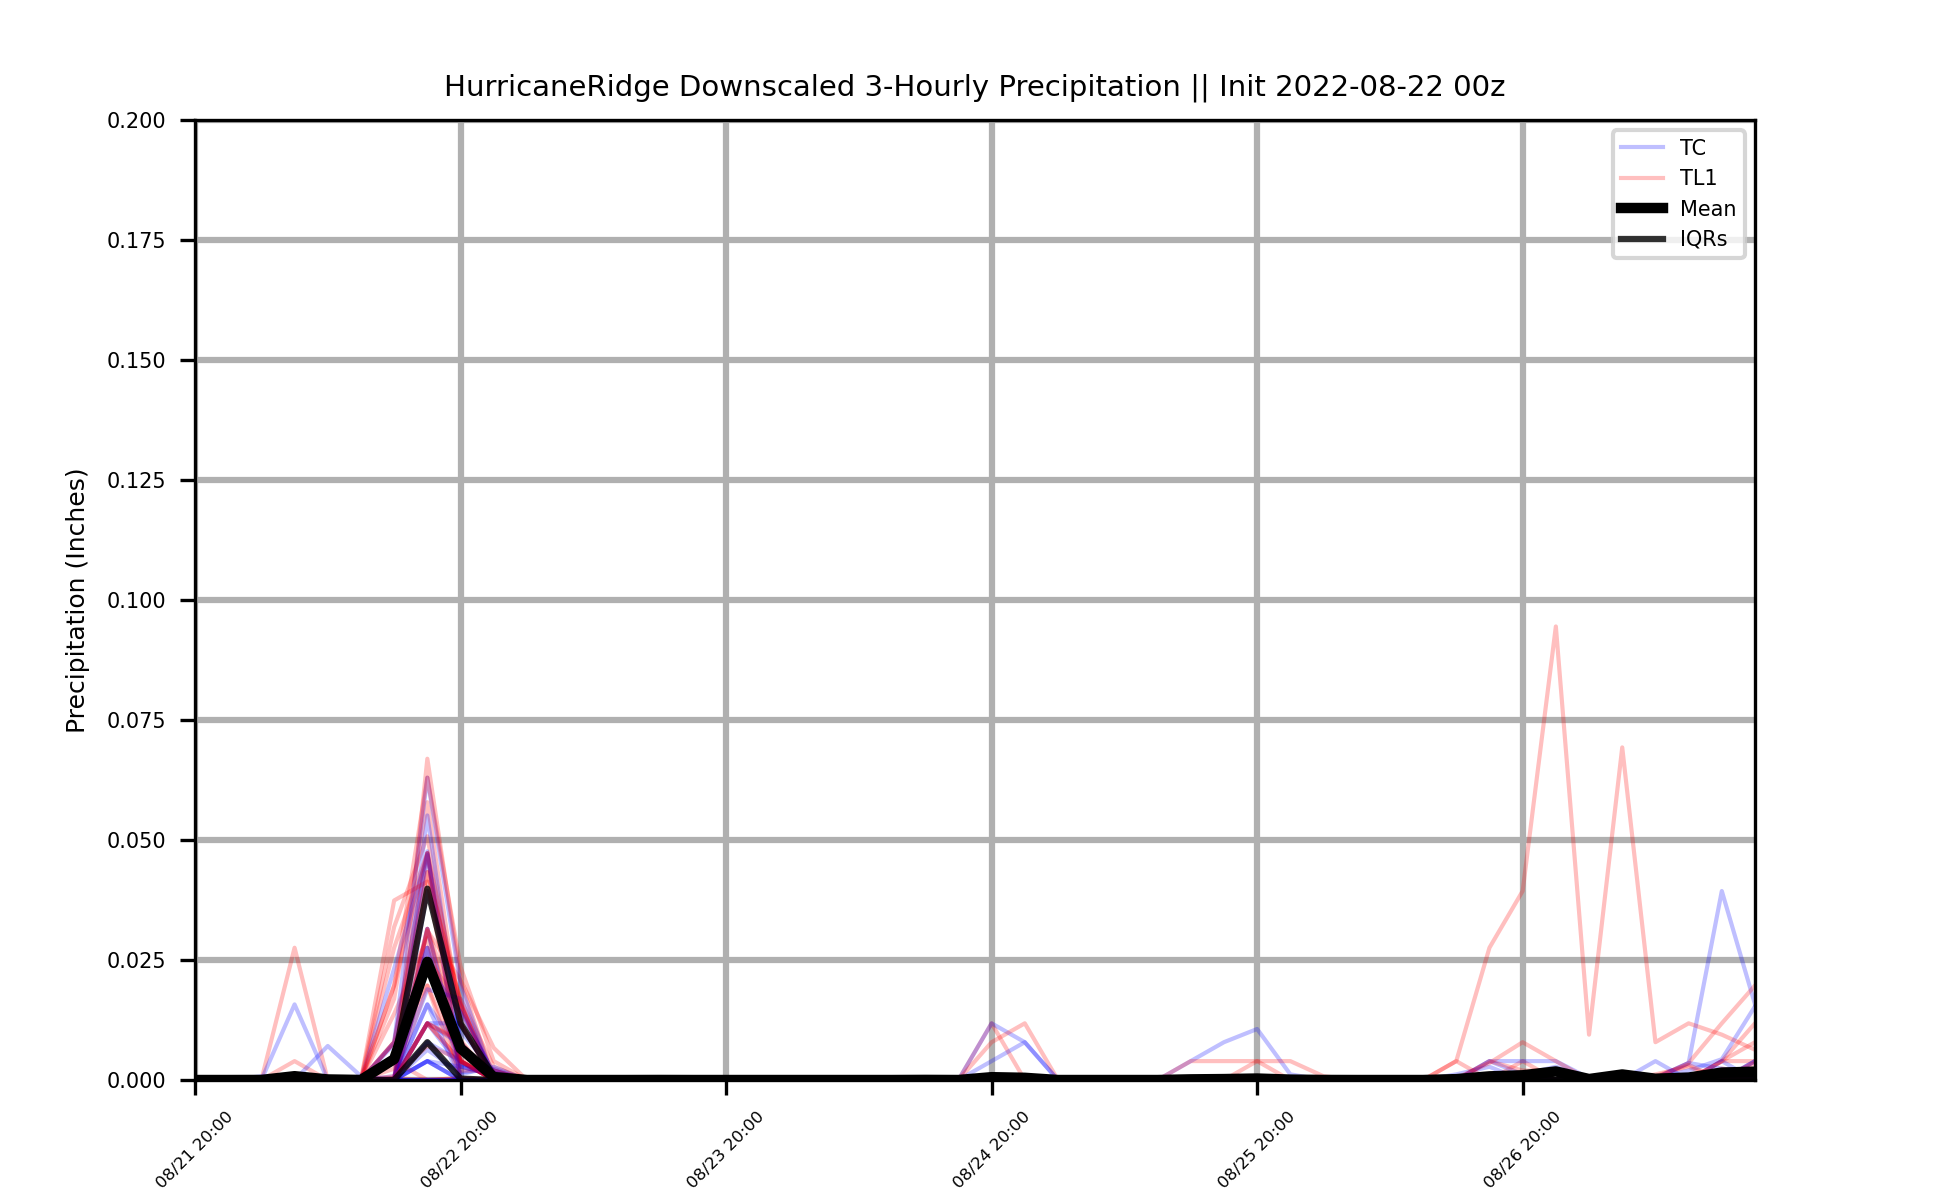 HurricaneRidge Downscaled 3-Hourly Precipitation || Init 2022-08-22 00z
TC
TL1
Mean
IQRs
Precipitation (Inches)
0.200
0.175
0.150
0.125
0.100
0.075
0.050
0.025
0.000
08/21 20:00
08/22 20:00
08/23 20:00
08/24 20:00
08/25 20:00
08/26 20:00